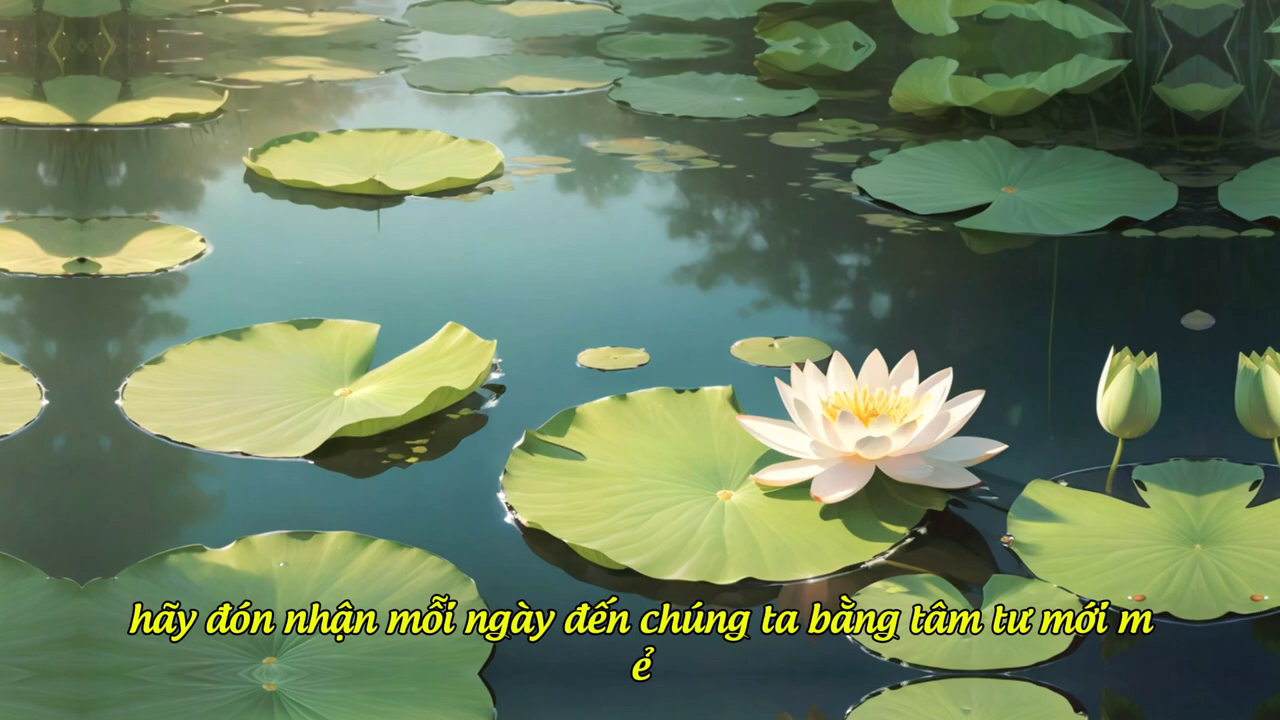 hãy đón nhận mỗi ngày đến chúng ta bằng tâm tư mới m
ẻ